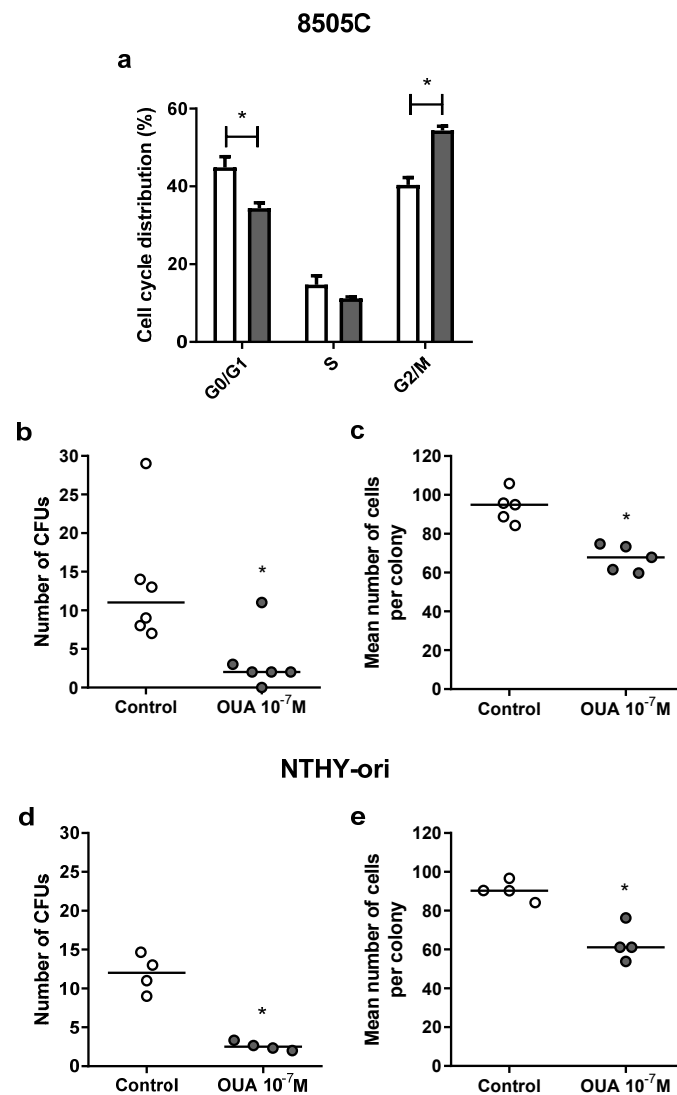 8505C
a
Cell cycle distribution (%)
60
40
20
0
*
*
G0/G1
S
G2/M
b
Number of CFUs
30
25
20
15
10
5
0
*
Control
OUA 10⁻⁷M
c
Mean number of cells
per colony
120
100
80
60
40
20
0
*
Control
OUA 10⁻⁷M
NTHY-ori
d
Number of CFUs
30
25
20
15
10
5
0
*
Control
OUA 10⁻⁷M
e
Mean number of cells
per colony
120
100
80
60
40
20
0
*
Control
OUA 10⁻⁷M